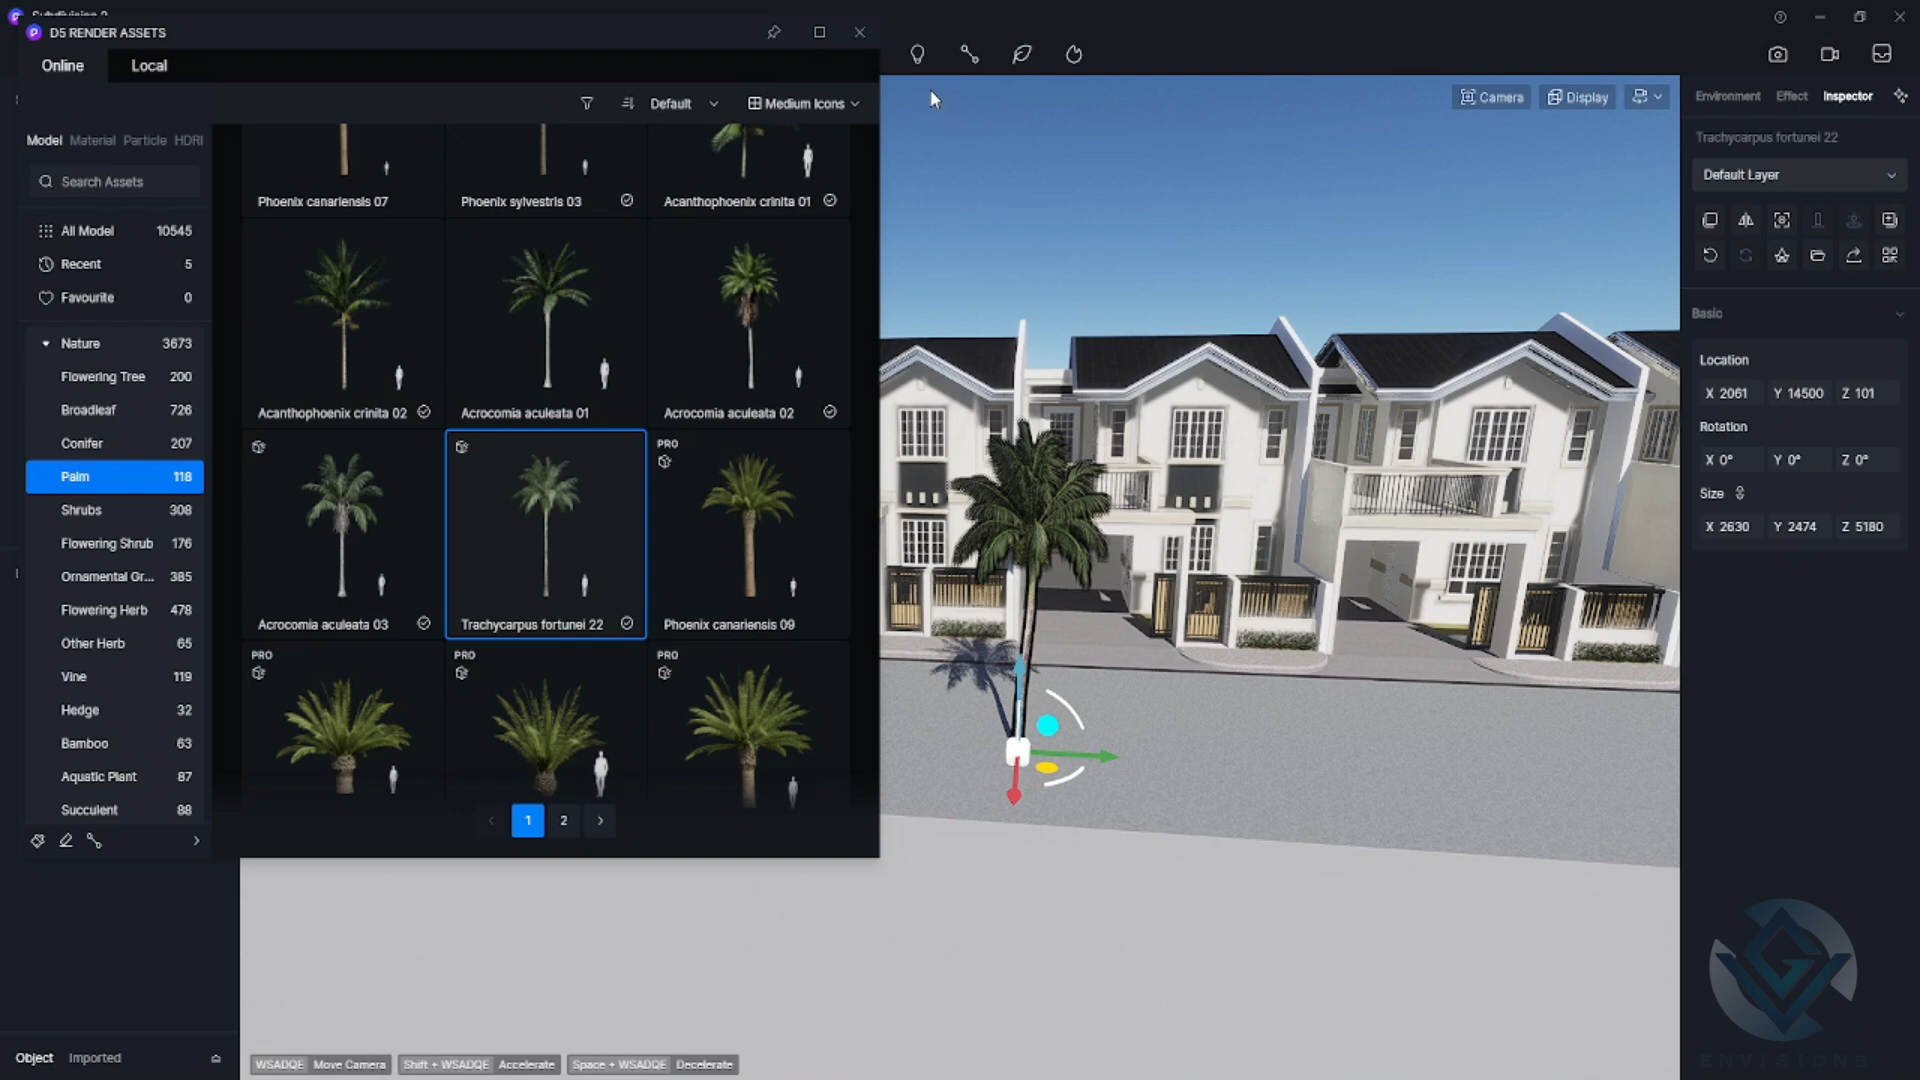 D5 RENDER ASSETS
Online
Local
Default
Medium Icons
Model
Material
Particle
HDRI
Search Assets
All Model 10545
Recent 5
Favourite 0
Nature 3673
Flowering Tree 200
Broadleaf 726
Conifer 207
Palm 118
Shrubs 308
Flowering Shrub 176
Ornamental Gr... 385
Flowering Herb 478
Other Herb 65
Vine 119
Hedge 32
Bamboo 63
Aquatic Plant 87
Succulent 88
Phoenix canariensis 07
Phoenix sylvestris 03
Acanthophoenix crinita 01
Acanthophoenix crinita 02
Acrocomia aculeata 01
Acrocomia aculeata 02
PRO
Acrocomia aculeata 03
Trachycarpus fortunei 22
Phoenix canariensis 09
PRO
PRO
PRO
1
2
Object
Imported
WSADQE Move Camera
Shift + WSADQE Accelerate
Space + WSADQE Decelerate
Camera
Display
Environment
Effect
Inspector
Trachycarpus fortunei 22
Default Layer
Basic
Location
X 2061 Y 14500 Z 101
Rotation
X 0° Y 0° Z 0°
Size
X 2630 Y 2474 Z 5180
ENVISIONS